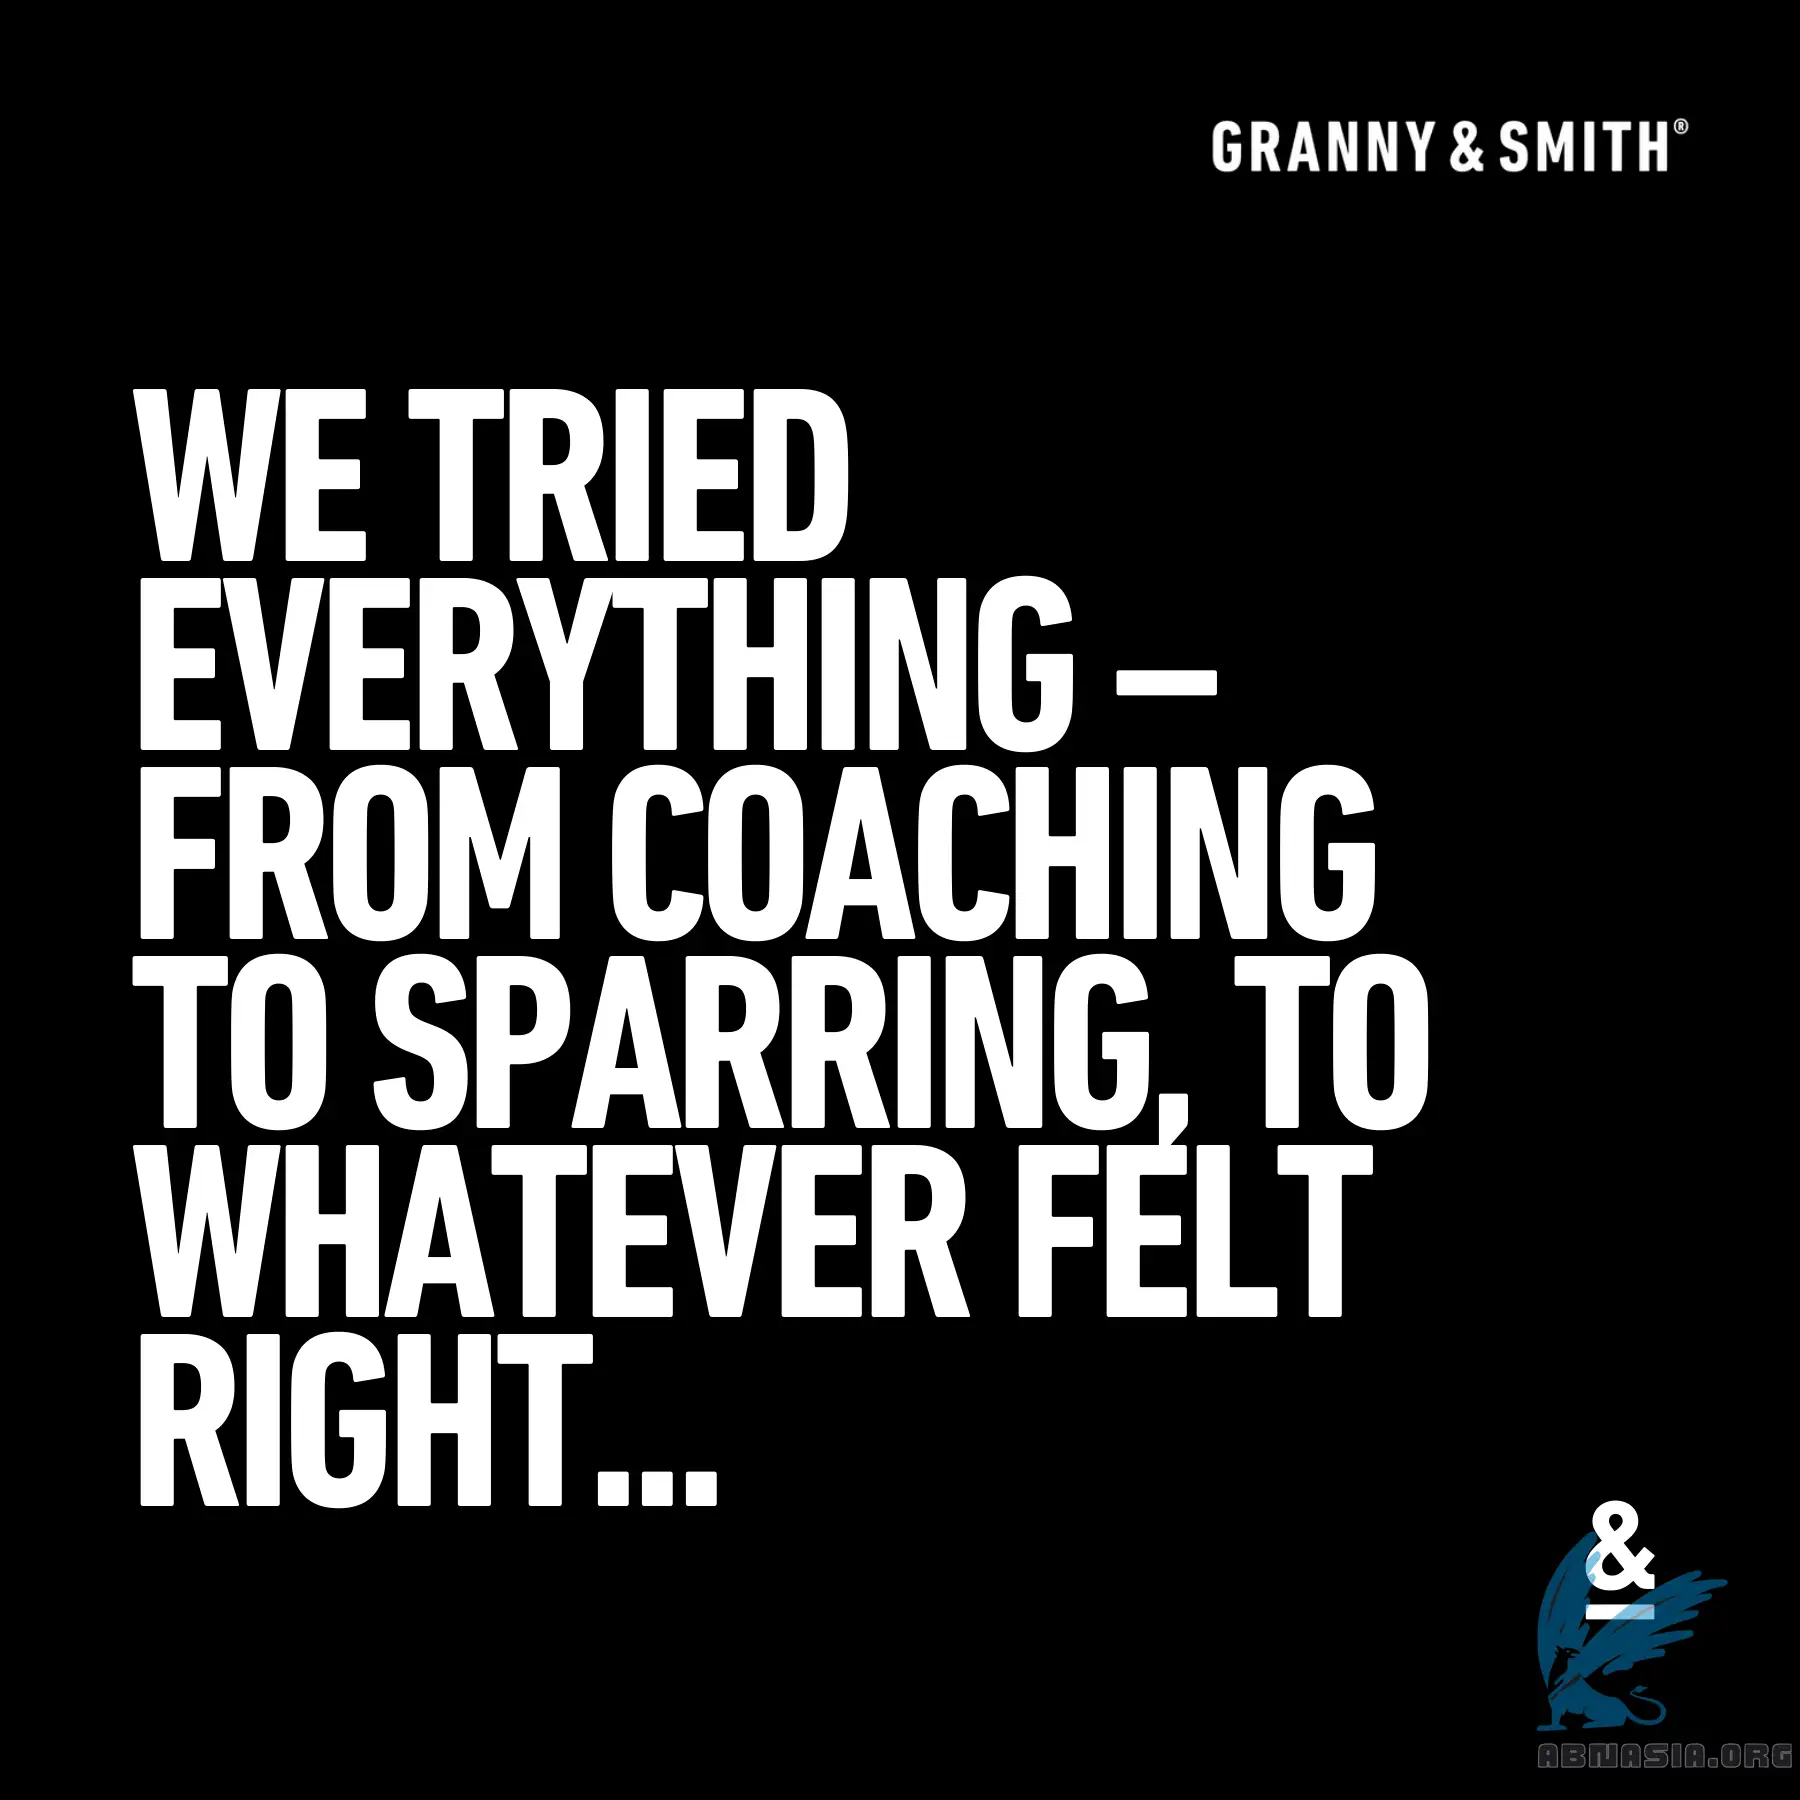 GRANNY & SMITH®
WE TRIED
EVERYTHING –
FROM COACHING
TO SPARRING, TO
WHATEVER FELT
RIGHT...
&
ABNASIA.ORG